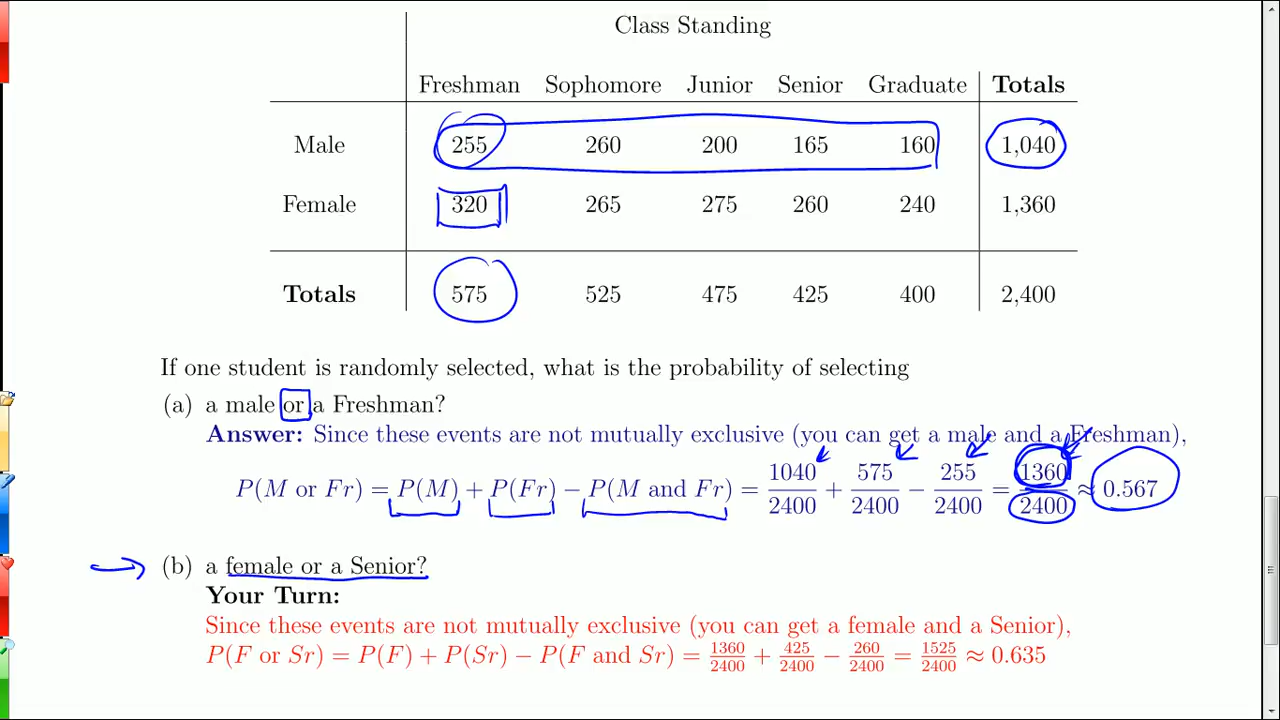 Class Standing
Freshman Sophomore Junior Senior Graduate Totals
Male 255 260 200 165 160 1,040
Female 320 265 275 260 240 1,360
Totals 575 525 475 425 400 2,400
If one student is randomly selected, what is the probability of selecting
(a) a male or a Freshman?
Answer: Since these events are not mutually exclusive (you can get a male and a Freshman),
P(M or Fr) = P(M) + P(Fr) − P(M and Fr) = 1040/2400 + 575/2400 − 255/2400 = 1360/2400 ≈ 0.567
(b) a female or a Senior?
Your Turn:
Since these events are not mutually exclusive (you can get a female and a Senior),
P(F or Sr) = P(F) + P(Sr) − P(F and Sr) = 1360/2400 + 425/2400 − 260/2400 = 1525/2400 ≈ 0.635